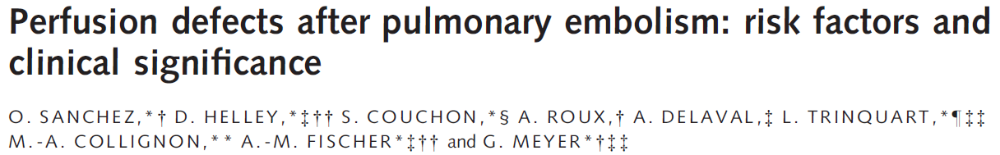 Perfusion defects after pulmonary embolism: risk factors and
clinical significance
O. SANCHEZ,*† D. HELLEY,*‡†† S. COUCHON,*§ A. ROUX,† A. DELAVAL,‡ L. TRINQUART,*¶‡‡
M.-A. COLLIGNON,** A.-M. FISCHER*‡†† and G. MEYER*†‡‡